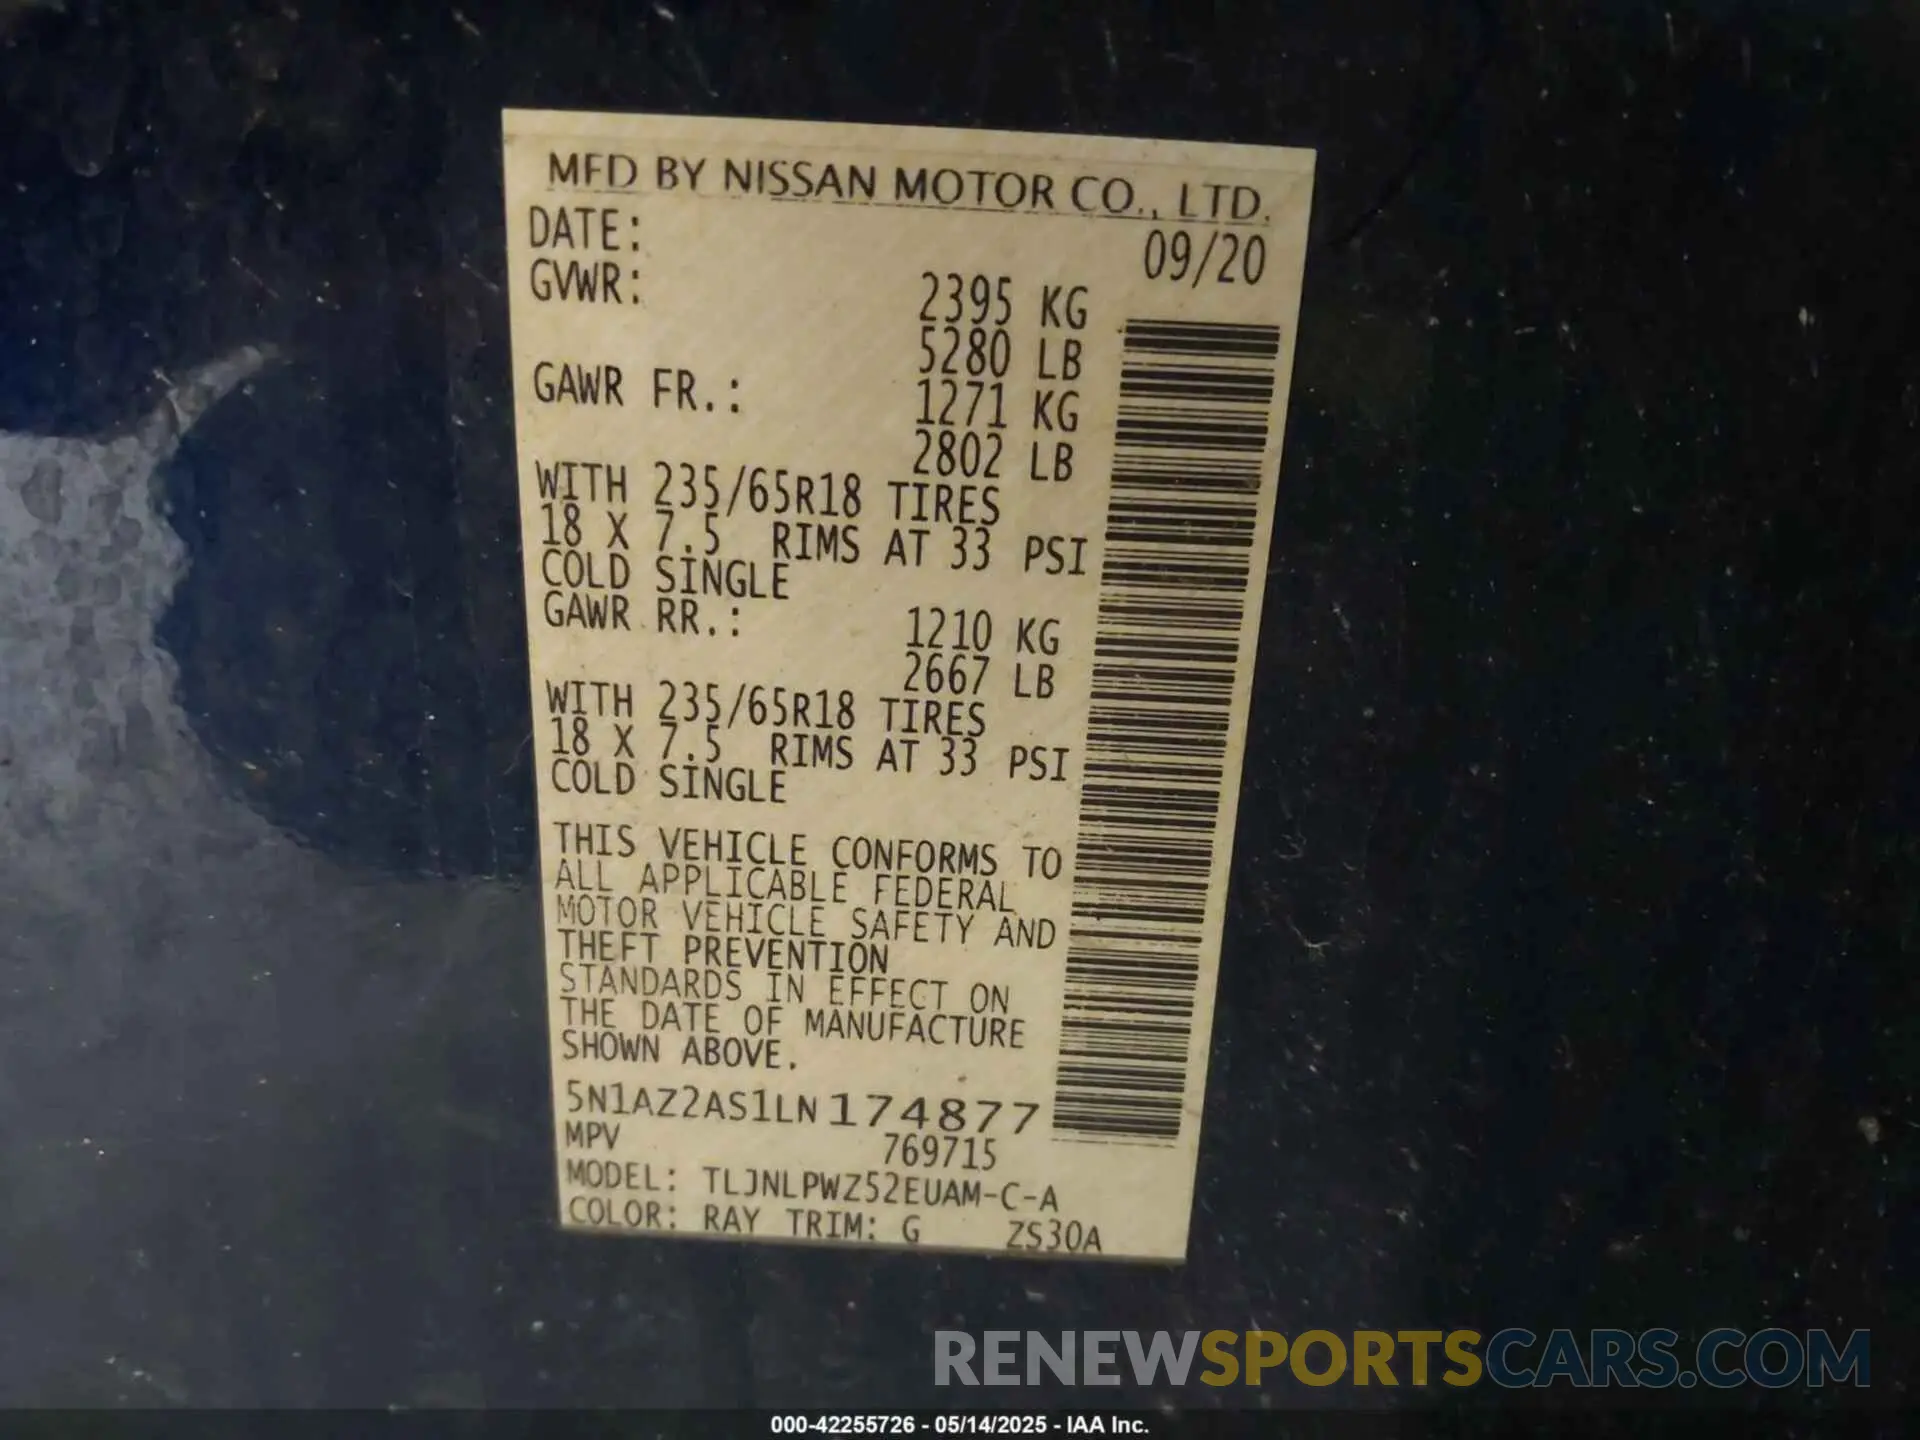 MFD BY NISSAN MOTOR CO., LTD.
DATE: 09/20
GVWR: 2395 KG
5280 LB
GAWR FR.: 1271 KG
2802 LB
WITH 235/65R18 TIRES
18 X 7.5 RIMS AT 33 PSI
COLD SINGLE
GAWR RR.: 1210 KG
2667 LB
WITH 235/65R18 TIRES
18 X 7.5 RIMS AT 33 PSI
COLD SINGLE
THIS VEHICLE CONFORMS TO
ALL APPLICABLE FEDERAL
MOTOR VEHICLE SAFETY AND
THEFT PREVENTION
STANDARDS IN EFFECT ON
THE DATE OF MANUFACTURE
SHOWN ABOVE.
5N1AZ2AS1LN174877
MPV 769715
MODEL: TLJNLPWZ52EUAM-C-A
COLOR: RAY TRIM: G ZS30A
RENEWSPORTSCARS.COM
000-42255726 - 05/14/2025 - IAA Inc.